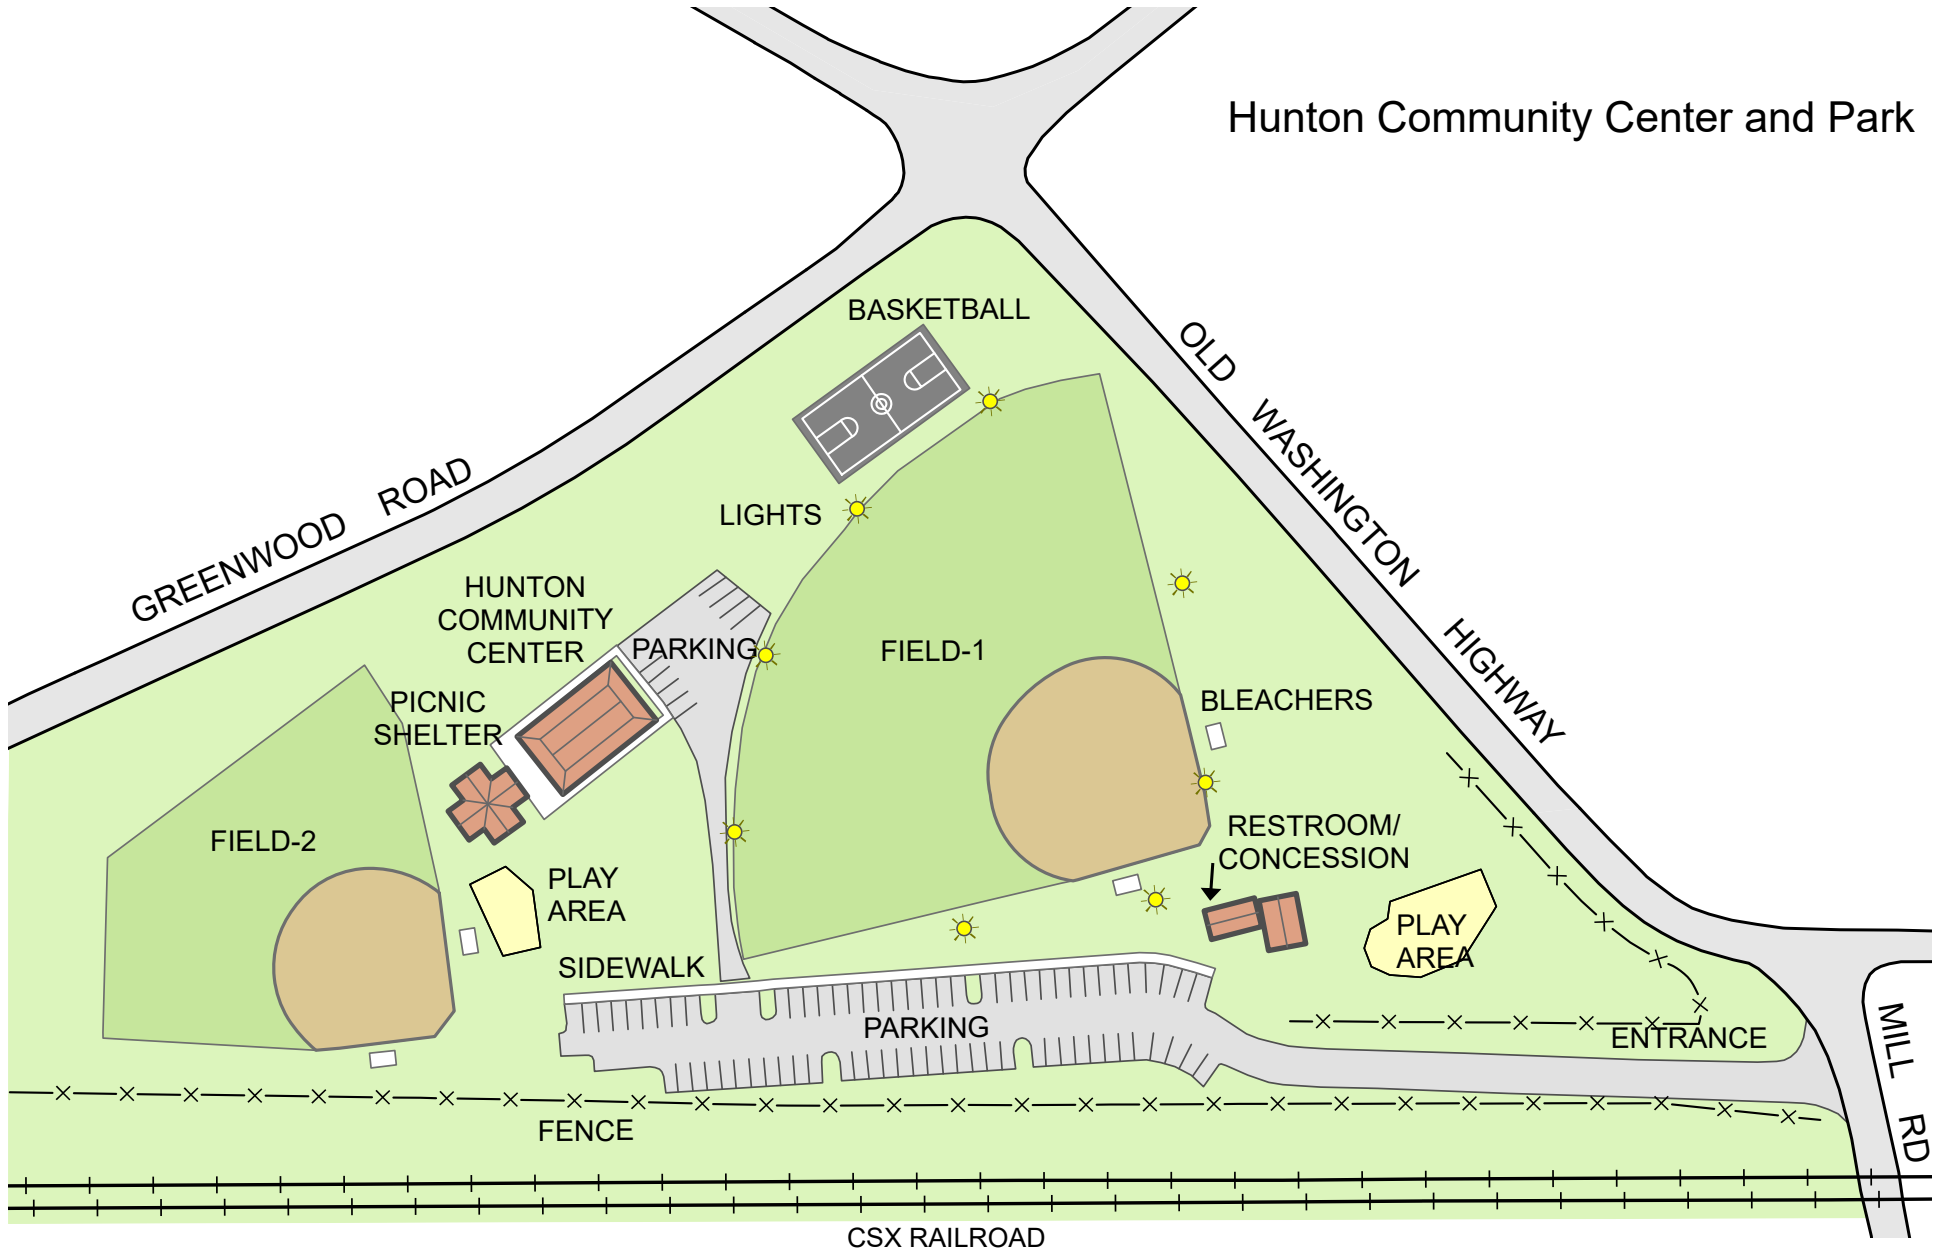 Hunton Community Center and Park
BASKETBALL
OLD WASHINGTON HIGHWAY
GREENWOOD ROAD
LIGHTS
HUNTON
COMMUNITY
CENTER
PARKING
FIELD-1
PICNIC
SHELTER
BLEACHERS
FIELD-2
RESTROOM/
CONCESSION
PLAY
AREA
PLAY
AREA
SIDEWALK
PARKING
ENTRANCE
MILL RD
FENCE
CSX RAILROAD